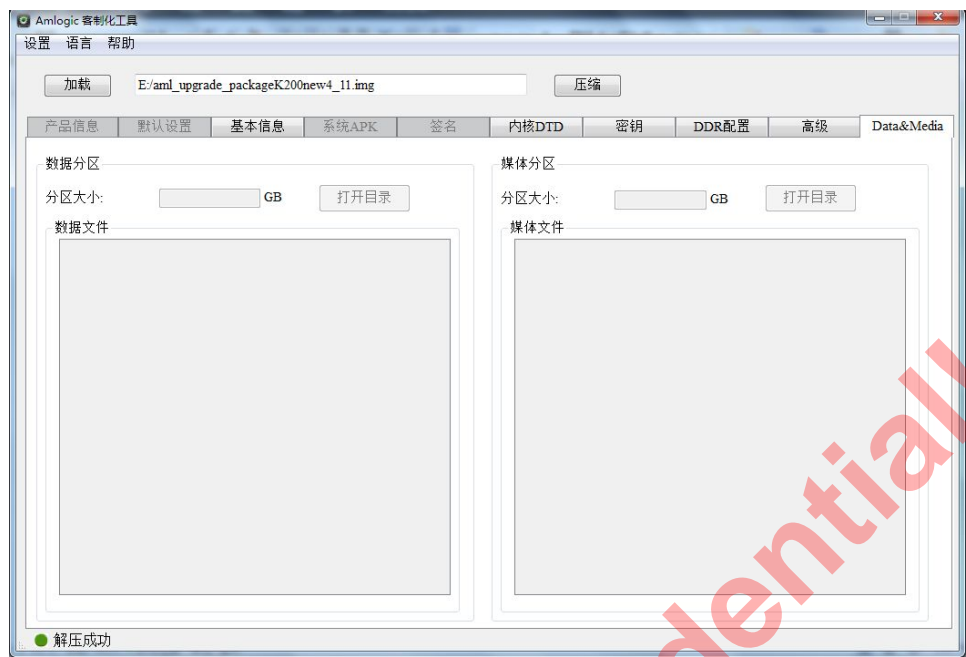 Amlogic 客制化工具
设置 语言 帮助
加载 E:/aml_upgrade_packageK200new4_11.img 压缩
产品信息 默认设置 基本信息 系统APK 签名 内核DTD 密钥 DDR配置 高级 Data&Media
数据分区 媒体分区
分区大小: GB 打开目录 分区大小: GB 打开目录
数据文件 媒体文件
解压成功
dentiall